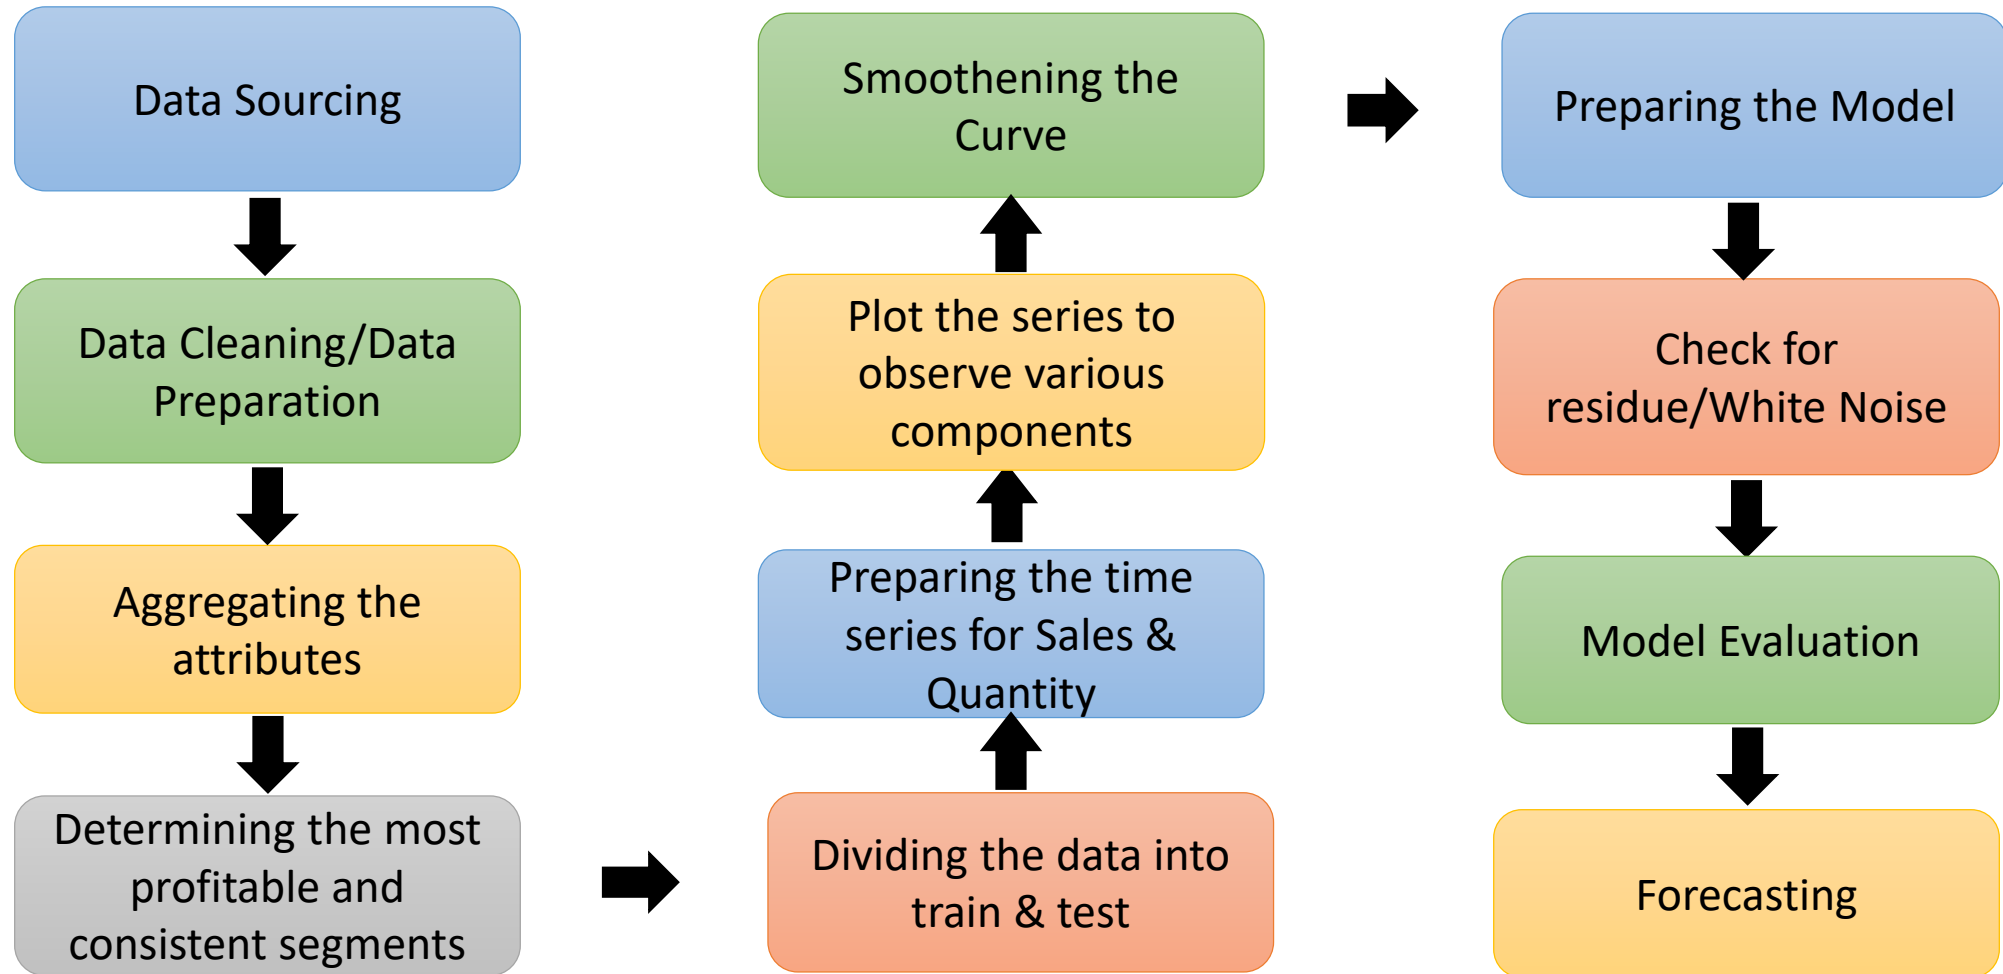 Data Sourcing
Data Cleaning/Data
Preparation
Aggregating the
attributes
Determining the most
profitable and
consistent segments
Dividing the data into
train & test
Preparing the time
series for Sales &
Quantity
Plot the series to
observe various
components
Smoothening the
Curve
Preparing the Model
Check for
residue/White Noise
Model Evaluation
Forecasting